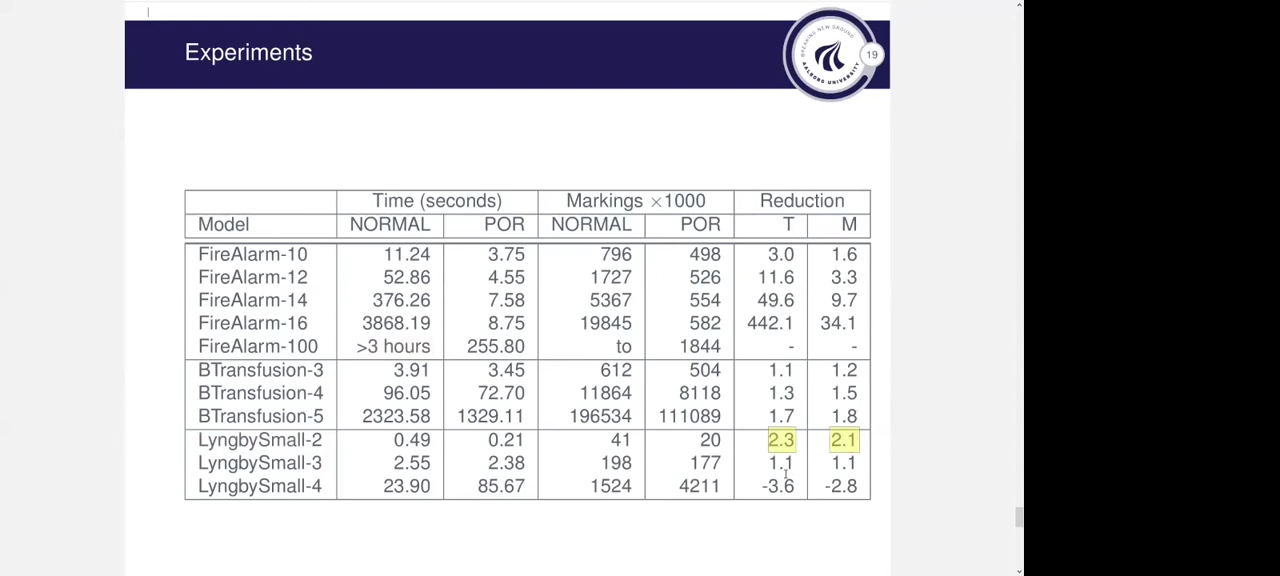 Experiments
BREAKING NEW GROUND
AALBORG UNIVERSITY
19
Time (seconds) Markings ×1000 Reduction
Model NORMAL POR NORMAL POR T M
FireAlarm-10 11.24 3.75 796 498 3.0 1.6
FireAlarm-12 52.86 4.55 1727 526 11.6 3.3
FireAlarm-14 376.26 7.58 5367 554 49.6 9.7
FireAlarm-16 3868.19 8.75 19845 582 442.1 34.1
FireAlarm-100 >3 hours 255.80 to 1844 - -
BTransfusion-3 3.91 3.45 612 504 1.1 1.2
BTransfusion-4 96.05 72.70 11864 8118 1.3 1.5
BTransfusion-5 2323.58 1329.11 196534 111089 1.7 1.8
LyngbySmall-2 0.49 0.21 41 20 2.3 2.1
LyngbySmall-3 2.55 2.38 198 177 1.1 1.1
LyngbySmall-4 23.90 85.67 1524 4211 -3.6 -2.8